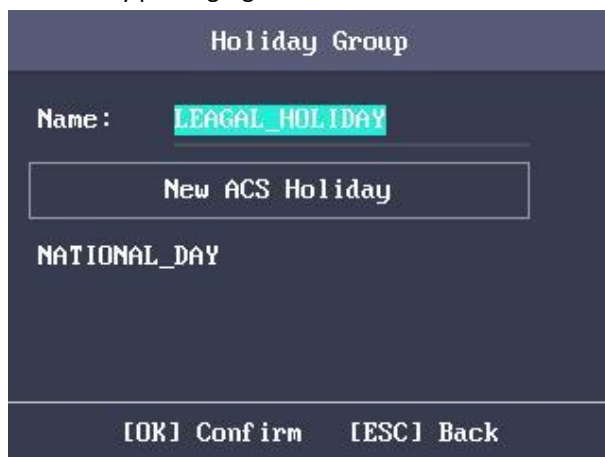 Holiday Group
Name: LEAGAL_HOLIDAY
New ACS Holiday
NATIONAL_DAY
[OK] Confirm [ESC] Back